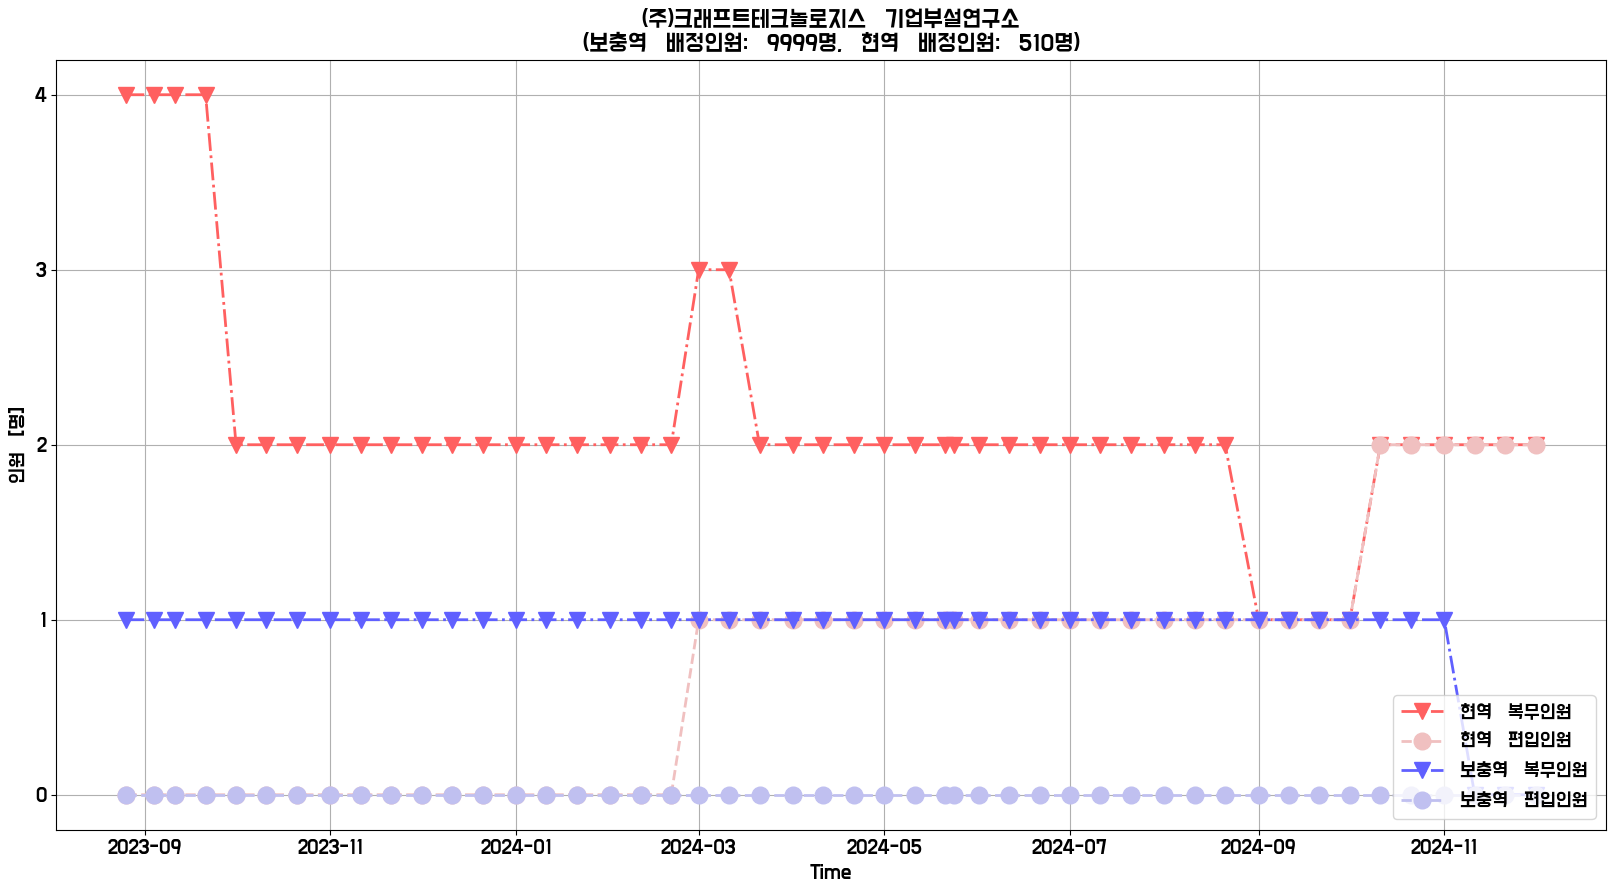 (주)크래프트테크놀로지스 기업부설연구소
(보충역 배정인원: 9999명, 현역 배정인원: 510명)
4
3
2
1
0
인원 [명]
2023-09
2023-11
2024-01
2024-03
2024-05
2024-07
2024-09
2024-11
Time
현역 복무인원
현역 편입인원
보충역 복무인원
보충역 편입인원